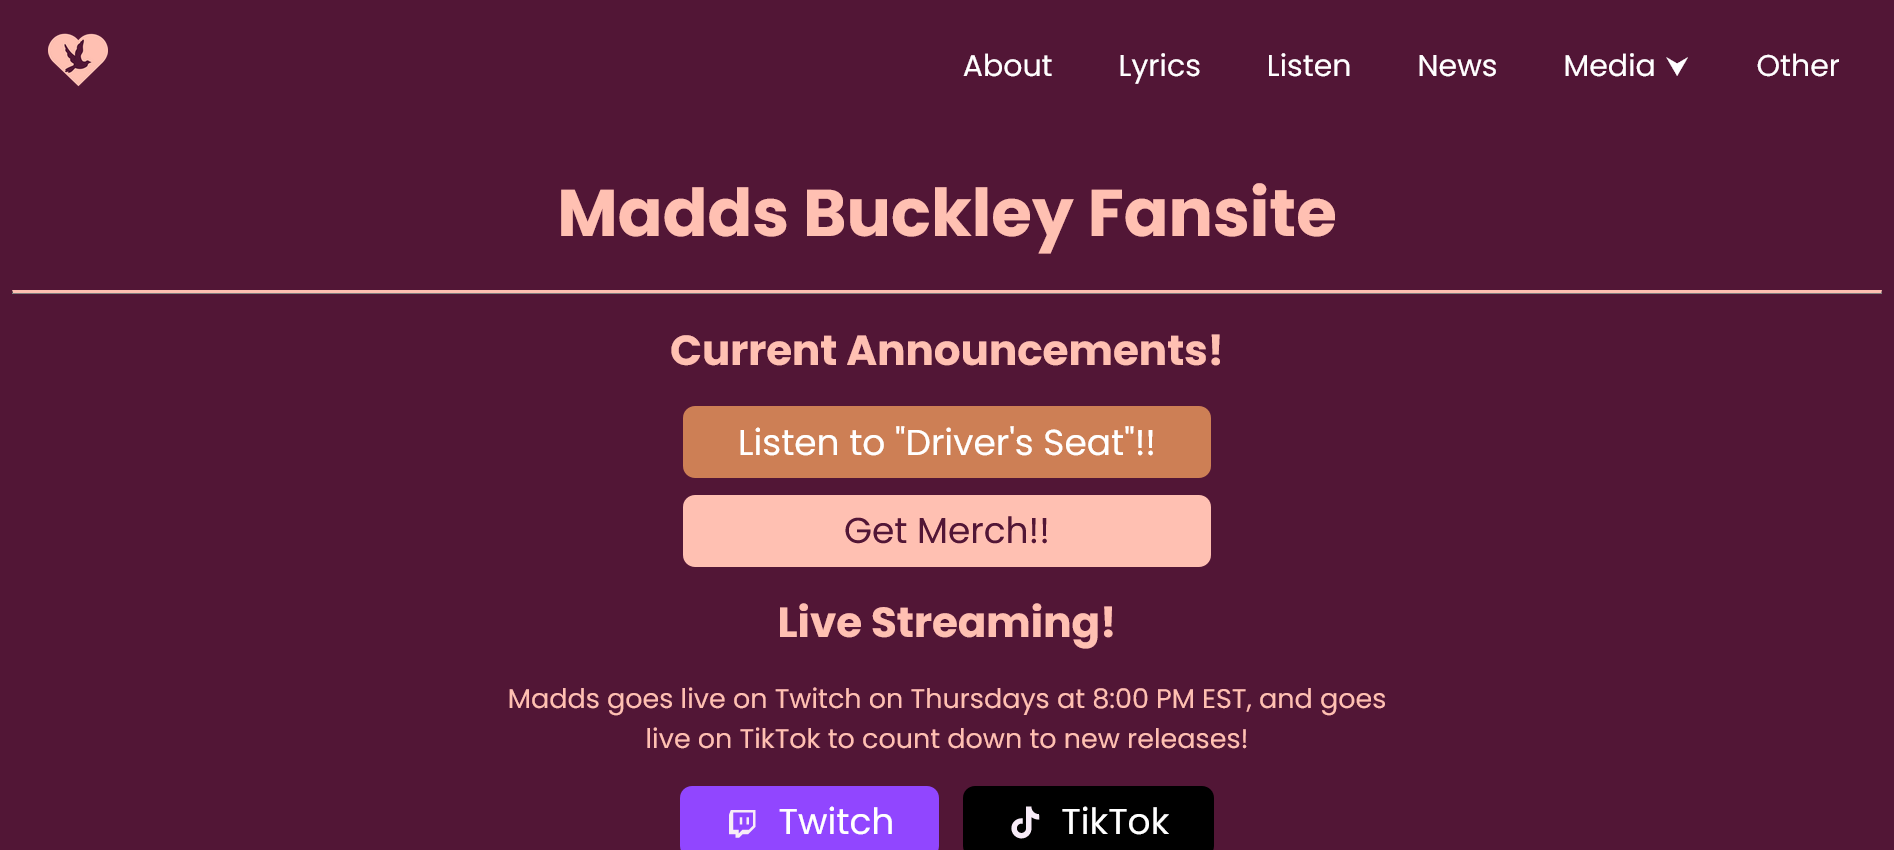 About Lyrics Listen News Media Other
Madds Buckley Fansite
Current Announcements!
Listen to "Driver's Seat"!!
Get Merch!!
Live Streaming!
Madds goes live on Twitch on Thursdays at 8:00 PM EST, and goes
live on TikTok to count down to new releases!
Twitch TikTok